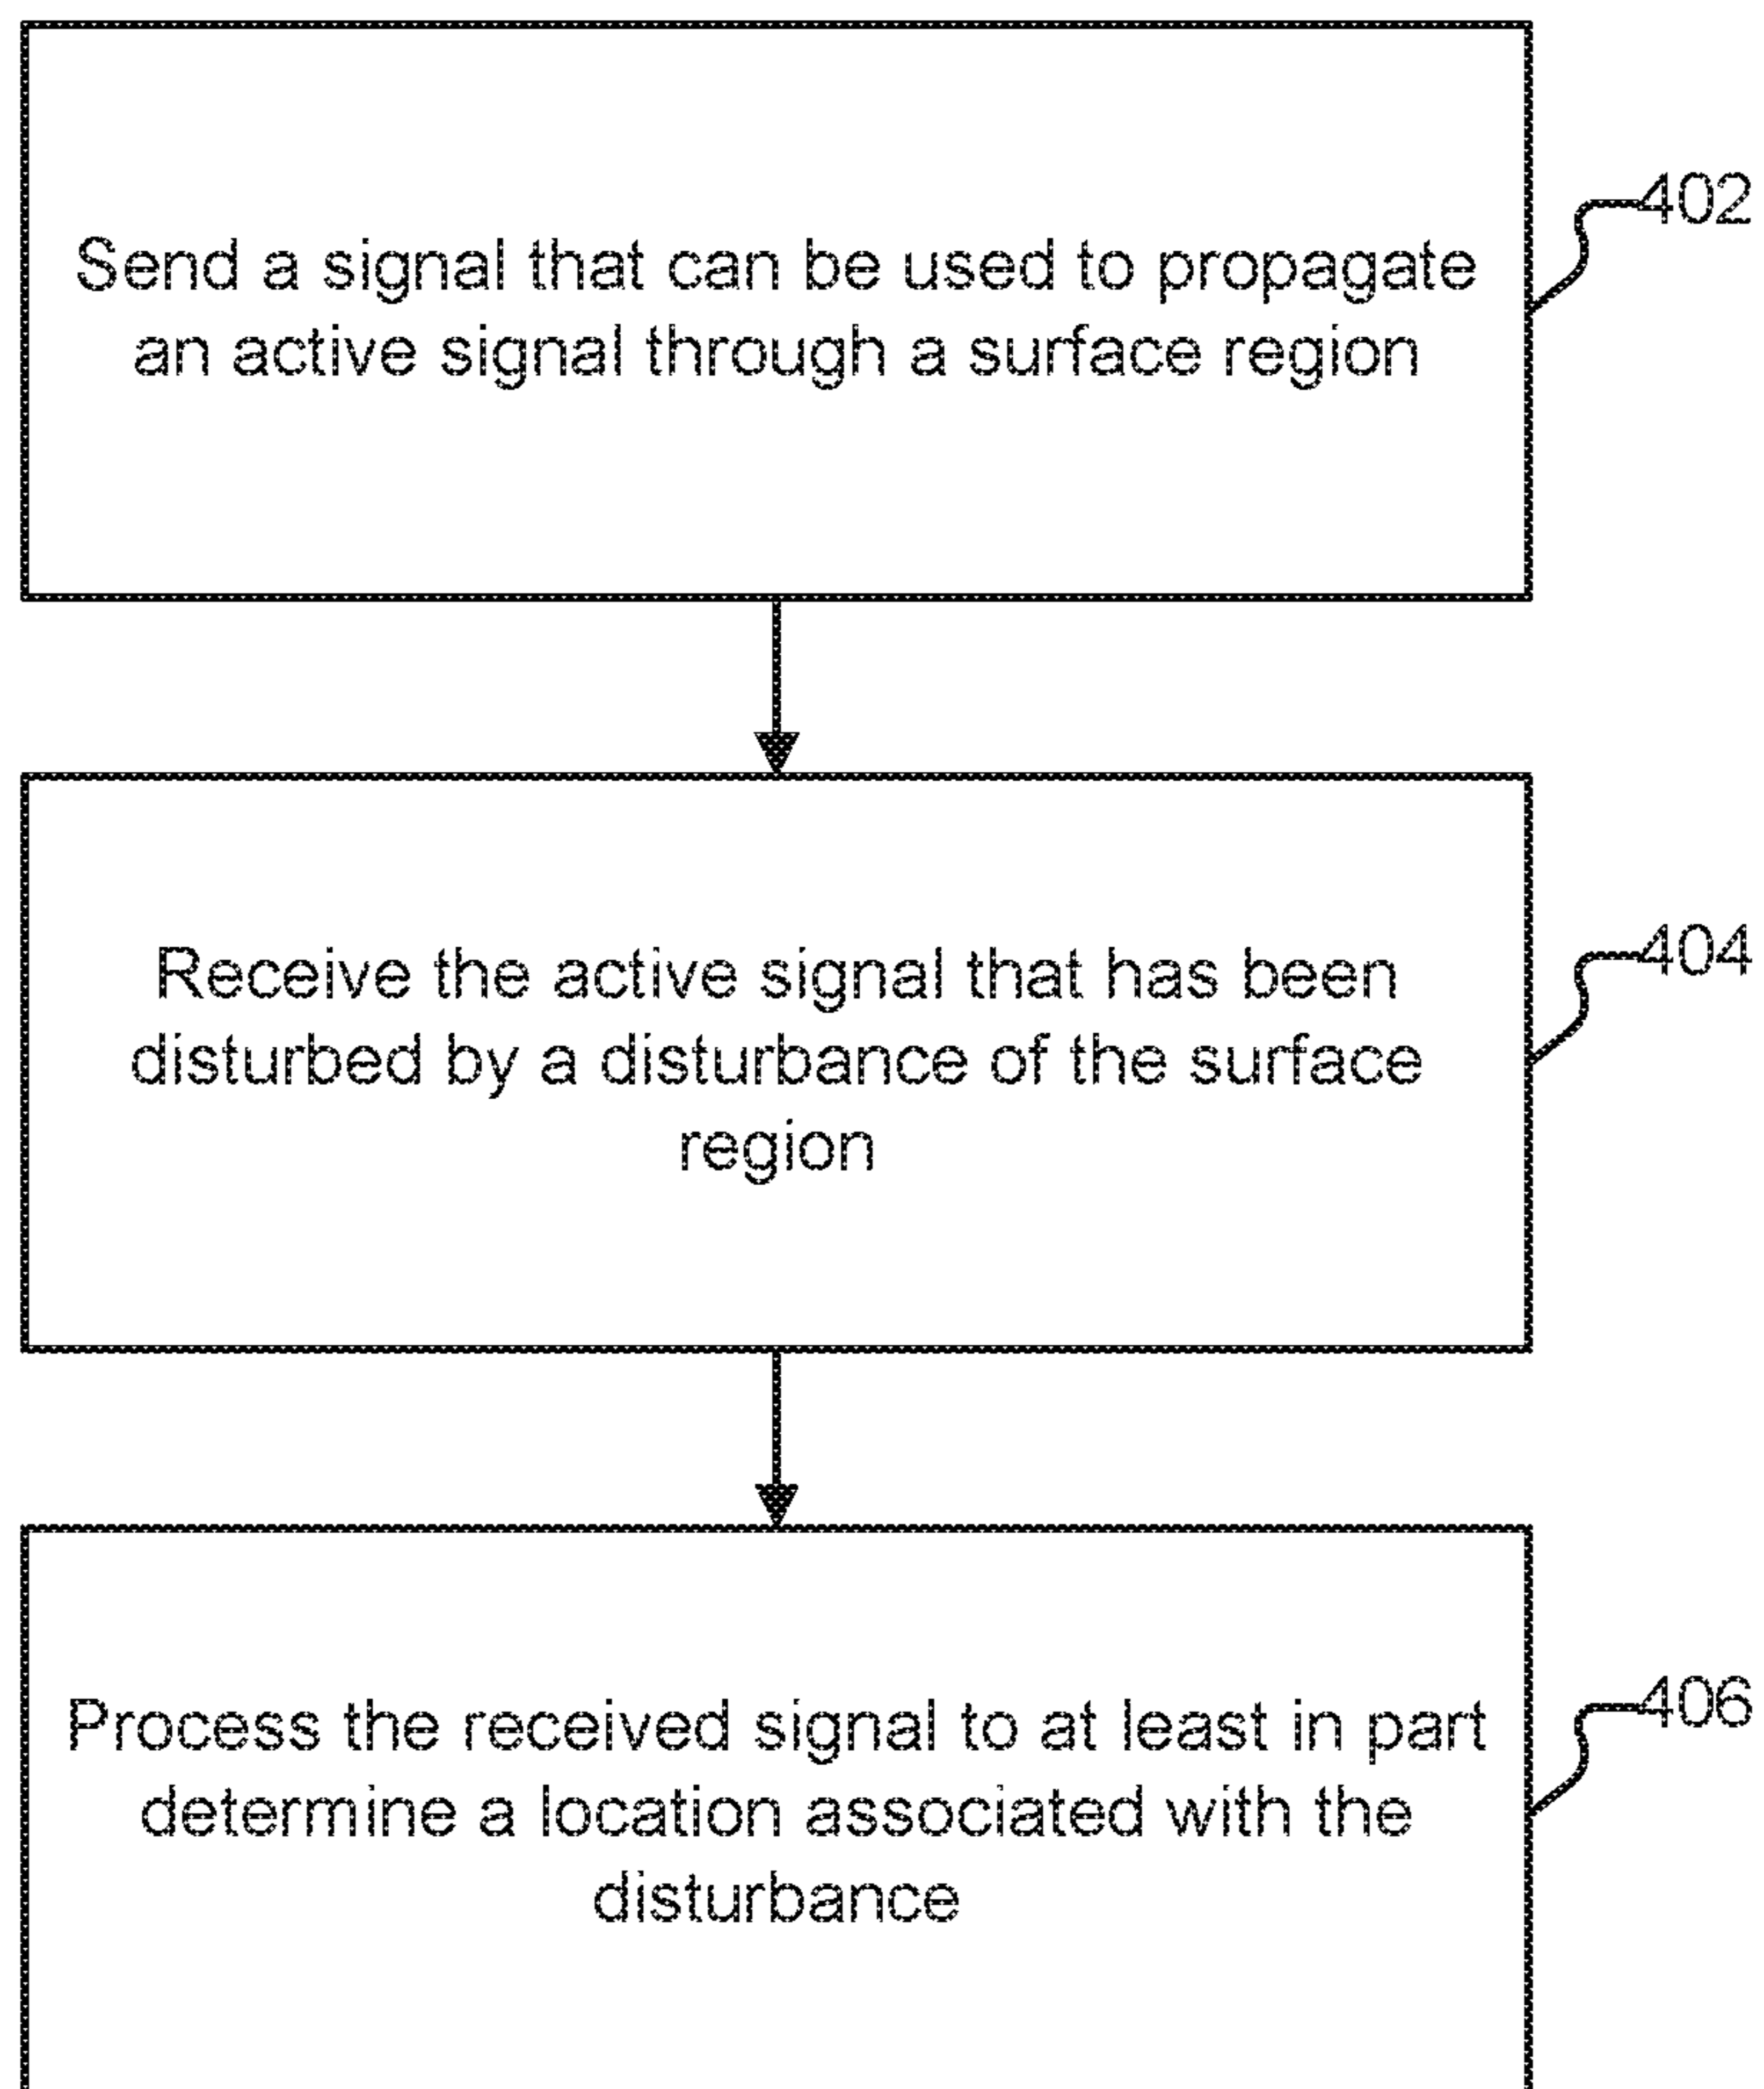 Send a signal that can be used to propagate
an active signal through a surface region
402
Receive the active signal that has been
disturbed by a disturbance of the surface
region
404
Process the received signal to at least in part
determine a location associated with the
disturbance
406